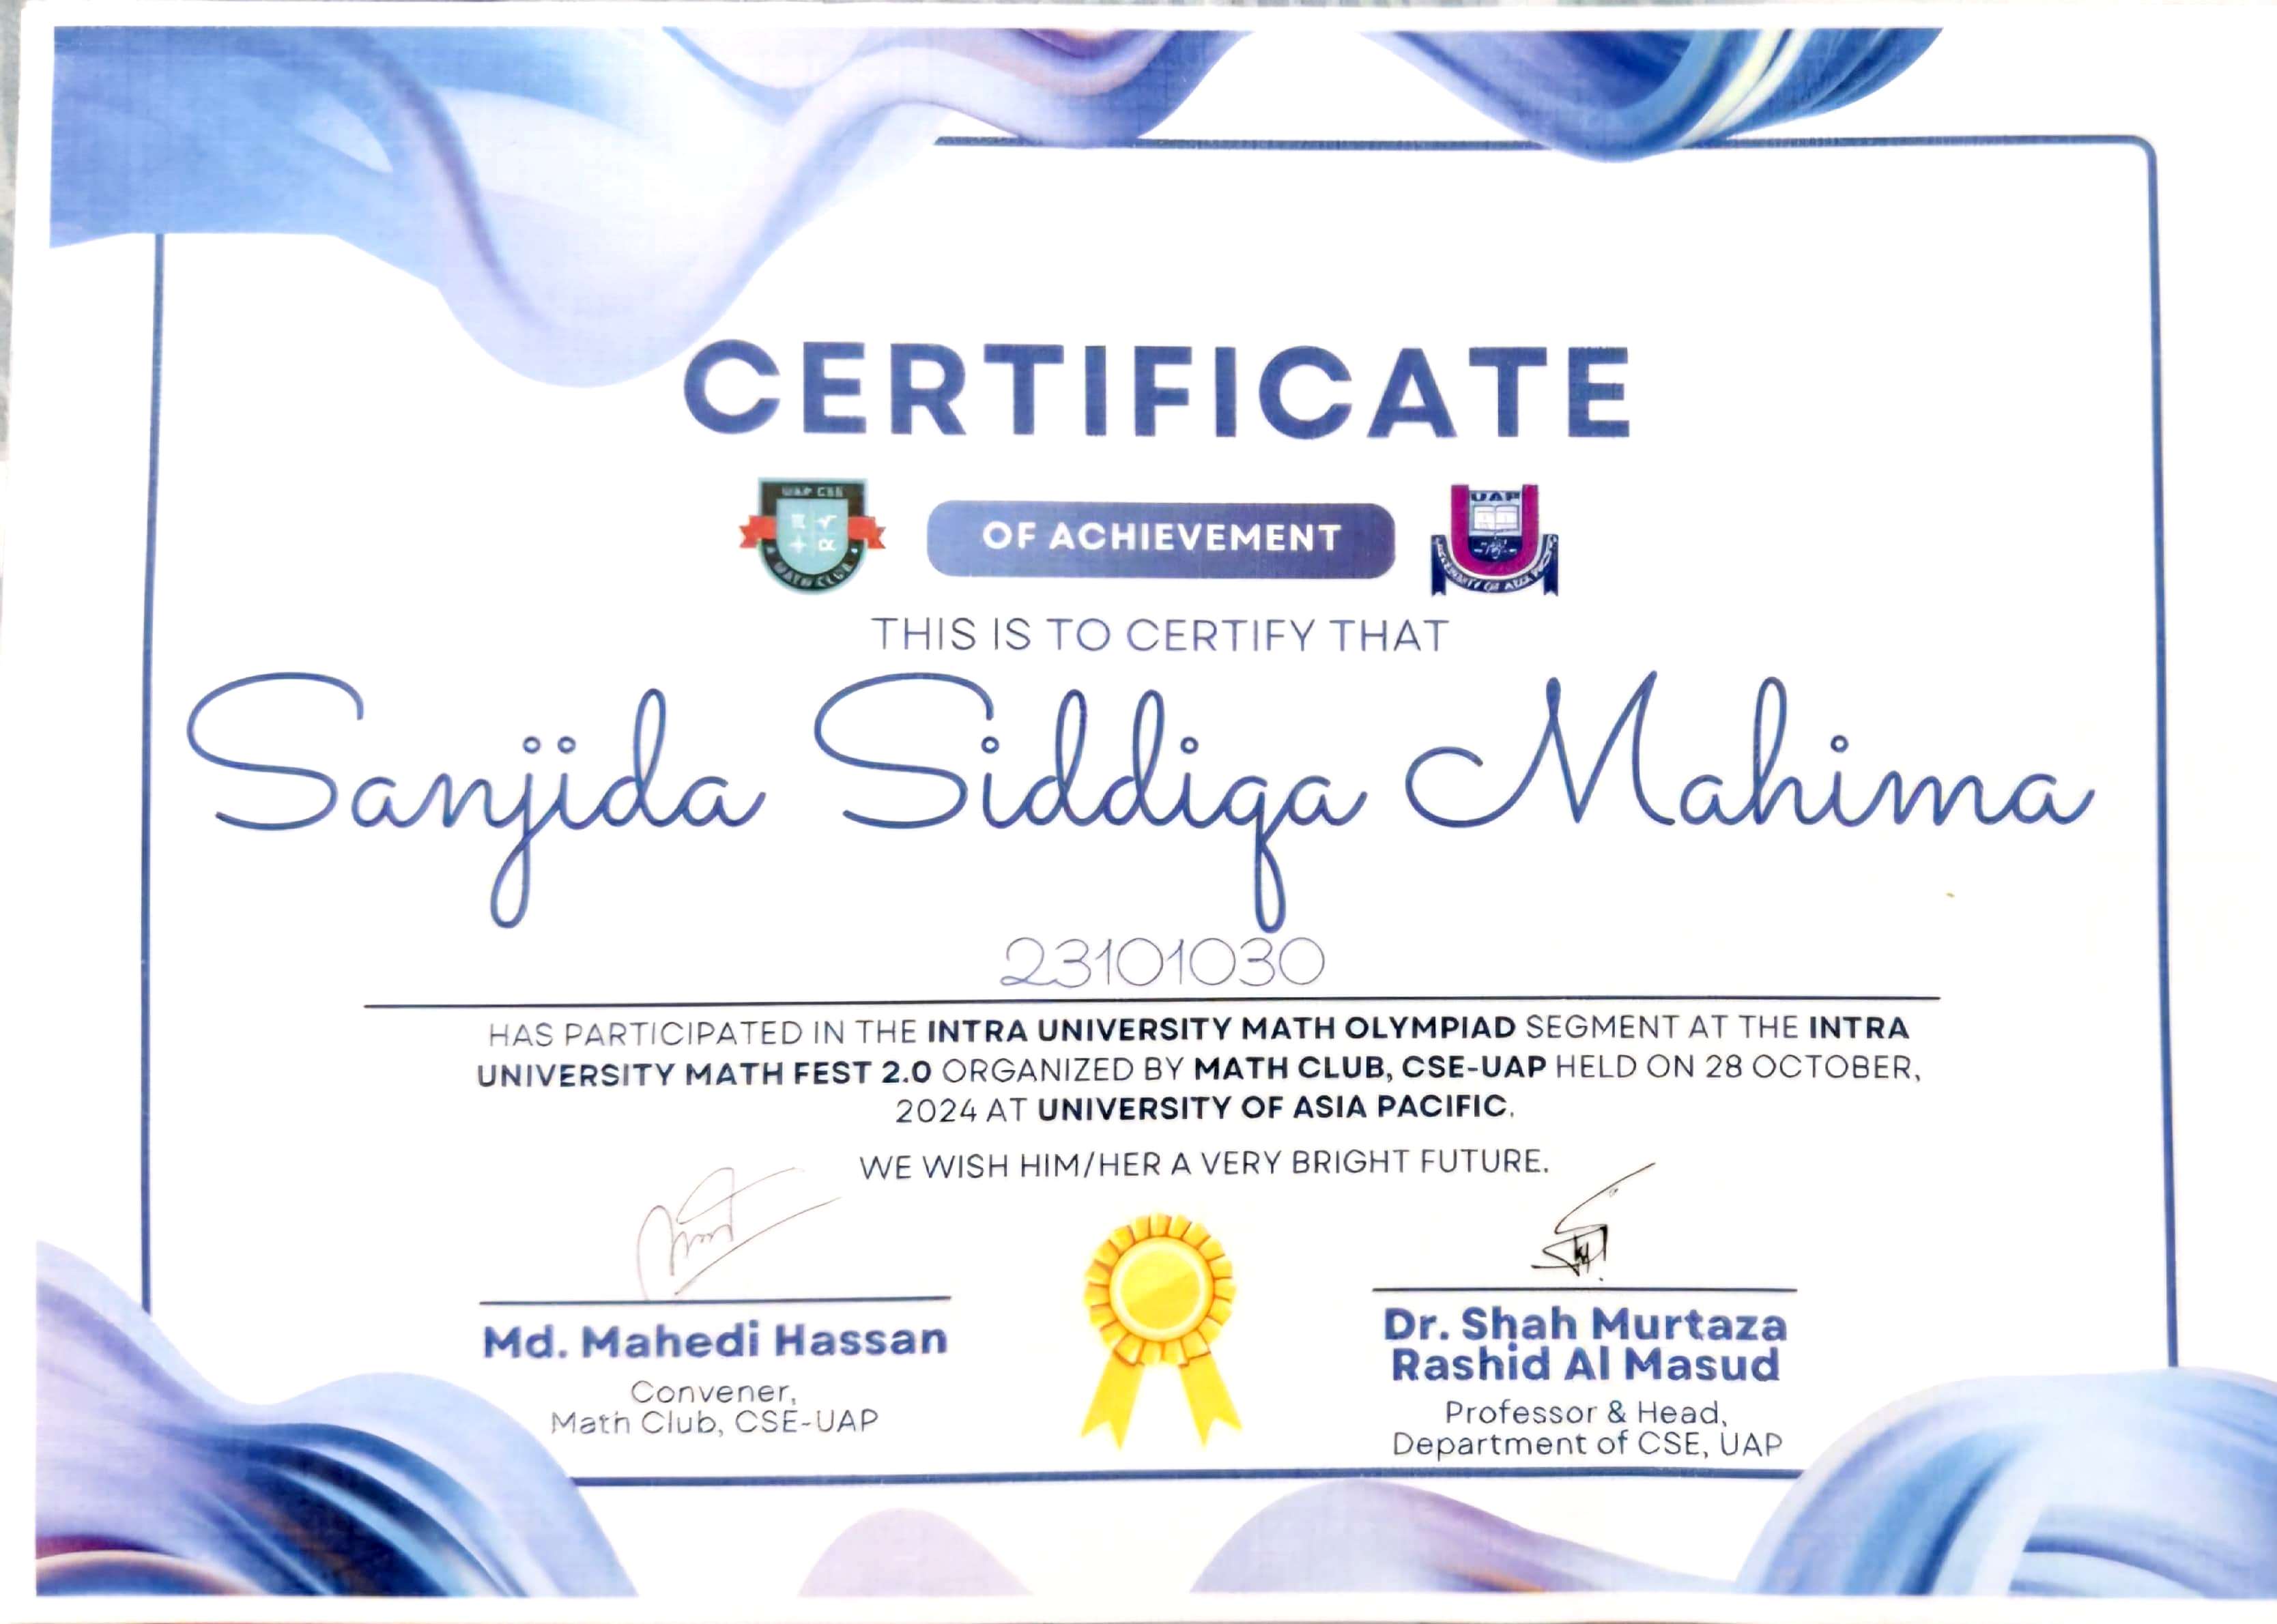 CERTIFICATE
UAP CSE
MATH CLUB
OF ACHIEVEMENT
UAP
UNIVERSITY OF ASIA PACIFIC
THIS IS TO CERTIFY THAT
Sanjida Siddiqa Mahima
23101030
HAS PARTICIPATED IN THE INTRA UNIVERSITY MATH OLYMPIAD SEGMENT AT THE INTRA
UNIVERSITY MATH FEST 2.0 ORGANIZED BY MATH CLUB, CSE-UAP HELD ON 28 OCTOBER,
2024 AT UNIVERSITY OF ASIA PACIFIC.
WE WISH HIM/HER A VERY BRIGHT FUTURE.
Md. Mahedi Hassan
Convener,
Math Club, CSE-UAP
Dr. Shah Murtaza
Rashid Al Masud
Professor & Head,
Department of CSE, UAP